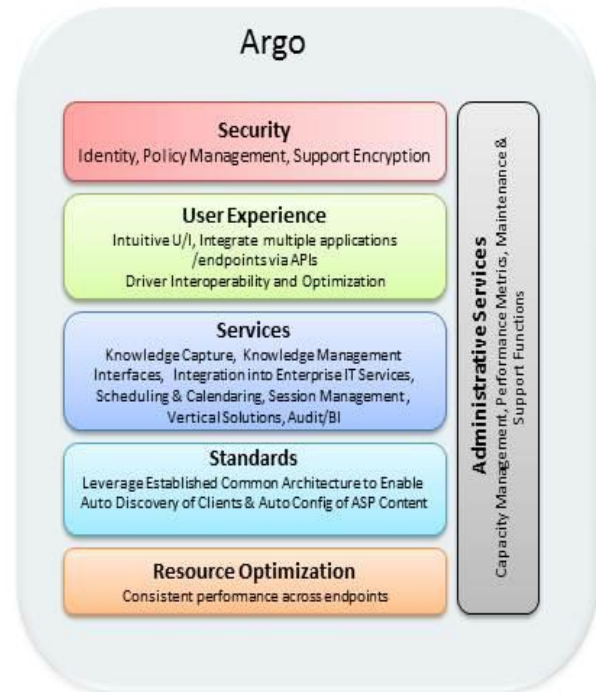 Argo
Security
Identity, Policy Management, Support Encryption
User Experience
Intuitive U/I, Integrate multiple applications
/endpoints via APIs
Driver Interoperability and Optimization
Services
Knowledge Capture, Knowledge Management
Interfaces, Integration into Enterprise IT Services,
Scheduling & Calendaring, Session Management,
Vertical Solutions, Audit/BI
Standards
Leverage Established Common Architecture to Enable
Auto Discovery of Clients & Auto Config of ASP Content
Resource Optimization
Consistent performance across endpoints
Administrative Services
Capacity Management, Performance Metrics, Maintenance &
Support Functions